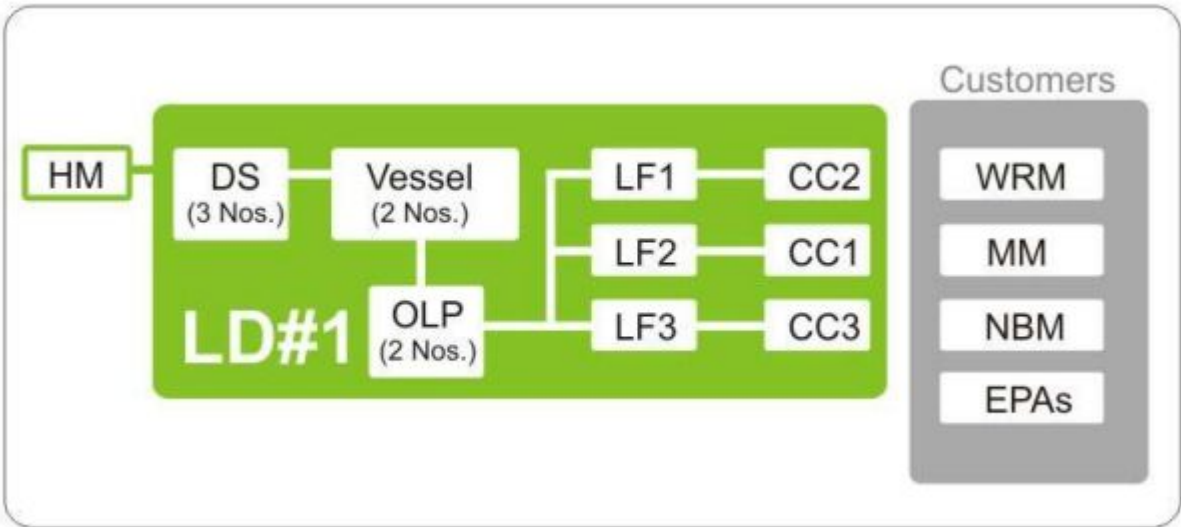 Customers
HM
DS
(3 Nos.)
Vessel
(2 Nos.)
LF1
CC2
WRM
LF2
CC1
MM
LD#1
OLP
(2 Nos.)
LF3
CC3
NBM
EPAs